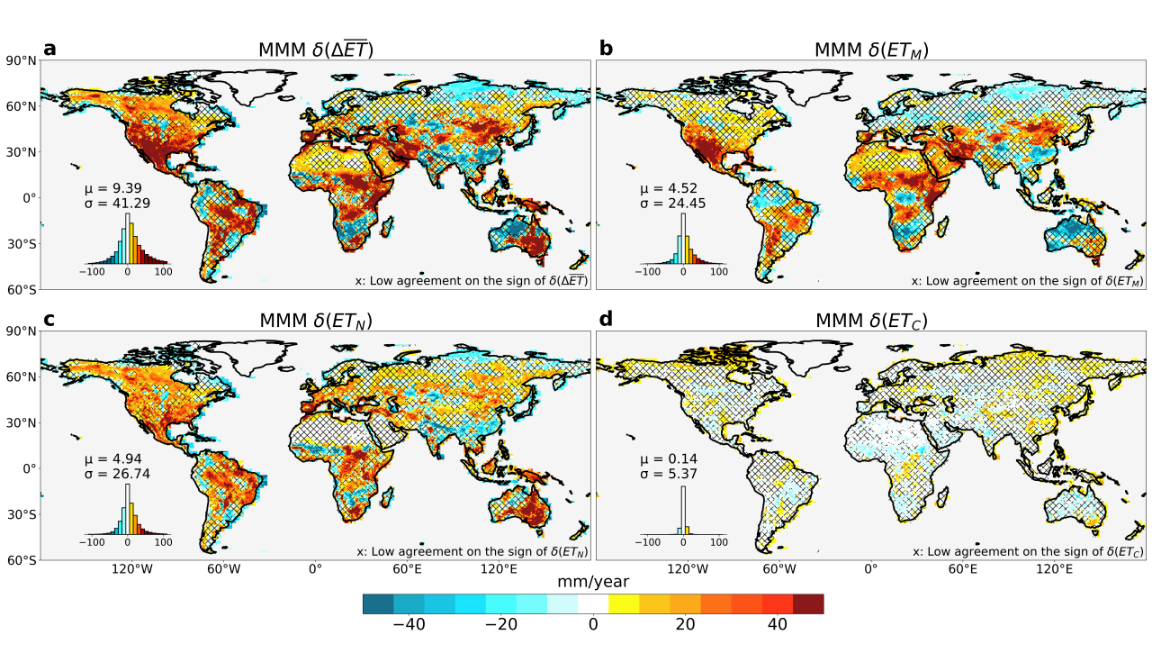 a MMM δ(ΔE̅T̅)
b MMM δ(ET_M)
90°N
60°N
30°N
0°
30°S
60°S
μ = 9.39
σ = 41.29
−100 0 100
x: Low agreement on the sign of δ(ΔE̅T̅)
μ = 4.52
σ = 24.45
−100 0 100
x: Low agreement on the sign of δ(ET_M)
c MMM δ(ET_N)
d MMM δ(ET_C)
90°N
60°N
30°N
0°
30°S
60°S
μ = 4.94
σ = 26.74
−100 0 100
x: Low agreement on the sign of δ(ET_N)
μ = 0.14
σ = 5.37
−100 0 100
x: Low agreement on the sign of δ(ET_C)
120°W 60°W 0° 60°E 120°E
120°W 60°W 0° 60°E 120°E
mm/year
−40 −20 0 20 40